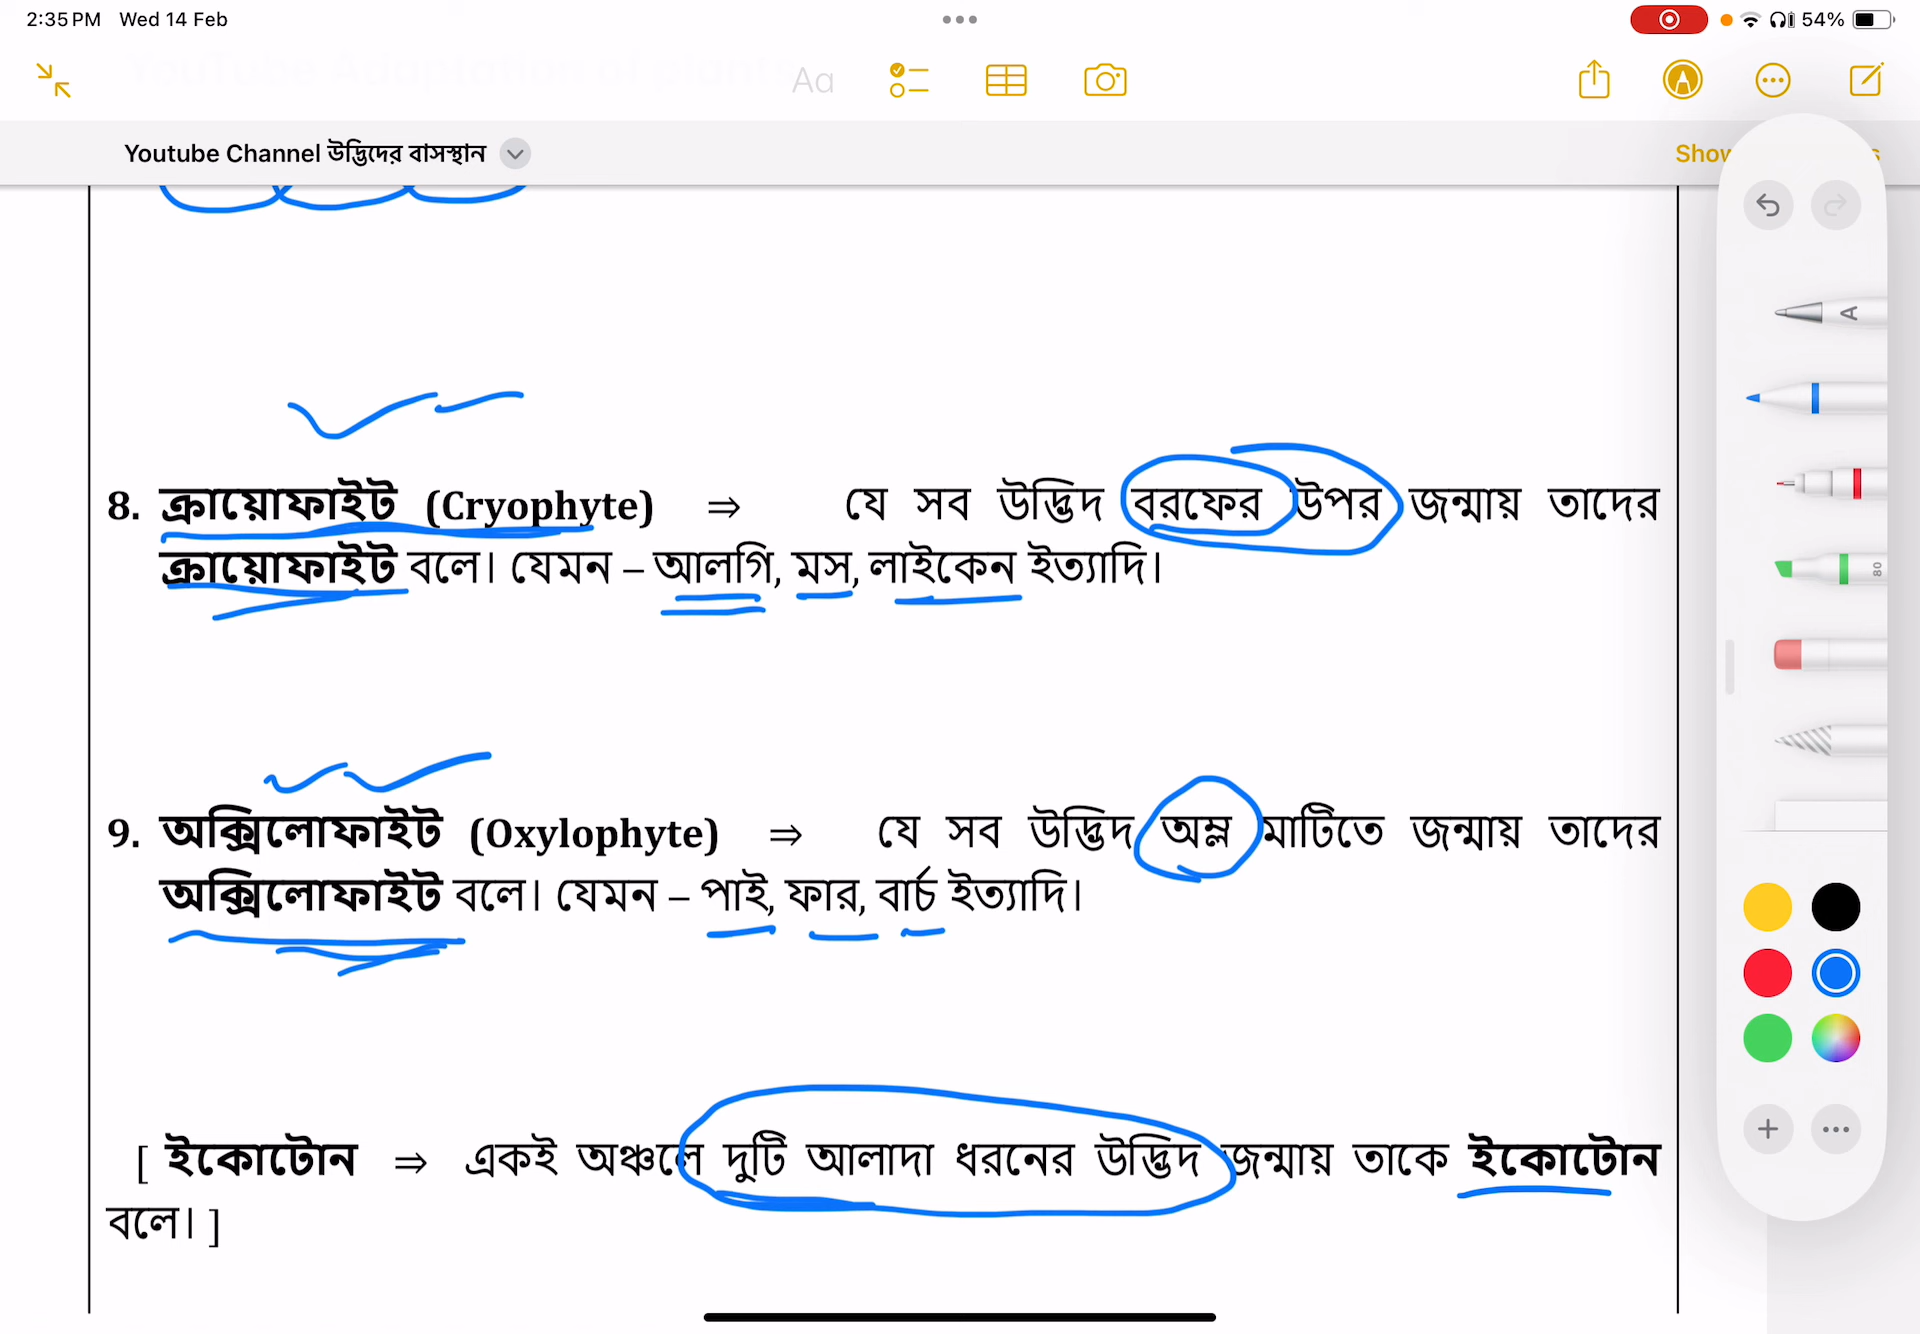 2:35 PM Wed 14 Feb
54%
Aa
Youtube Channel উদ্ভিদের বাসস্থান
8. ক্রায়োফাইট (Cryophyte) ⇒ যে সব উদ্ভিদ বরফের উপর জন্মায় তাদের
ক্রায়োফাইট বলে। যেমন – আলগি, মস, লাইকেন ইত্যাদি।
9. অক্সিলোফাইট (Oxylophyte) ⇒ যে সব উদ্ভিদ অম্ল মাটিতে জন্মায় তাদের
অক্সিলোফাইট বলে। যেমন – পাই, ফার, বার্চ ইত্যাদি।
[ ইকোটোন ⇒ একই অঞ্চলে দুটি আলাদা ধরনের উদ্ভিদ জন্মায় তাকে ইকোটোন
বলে। ]
A
80